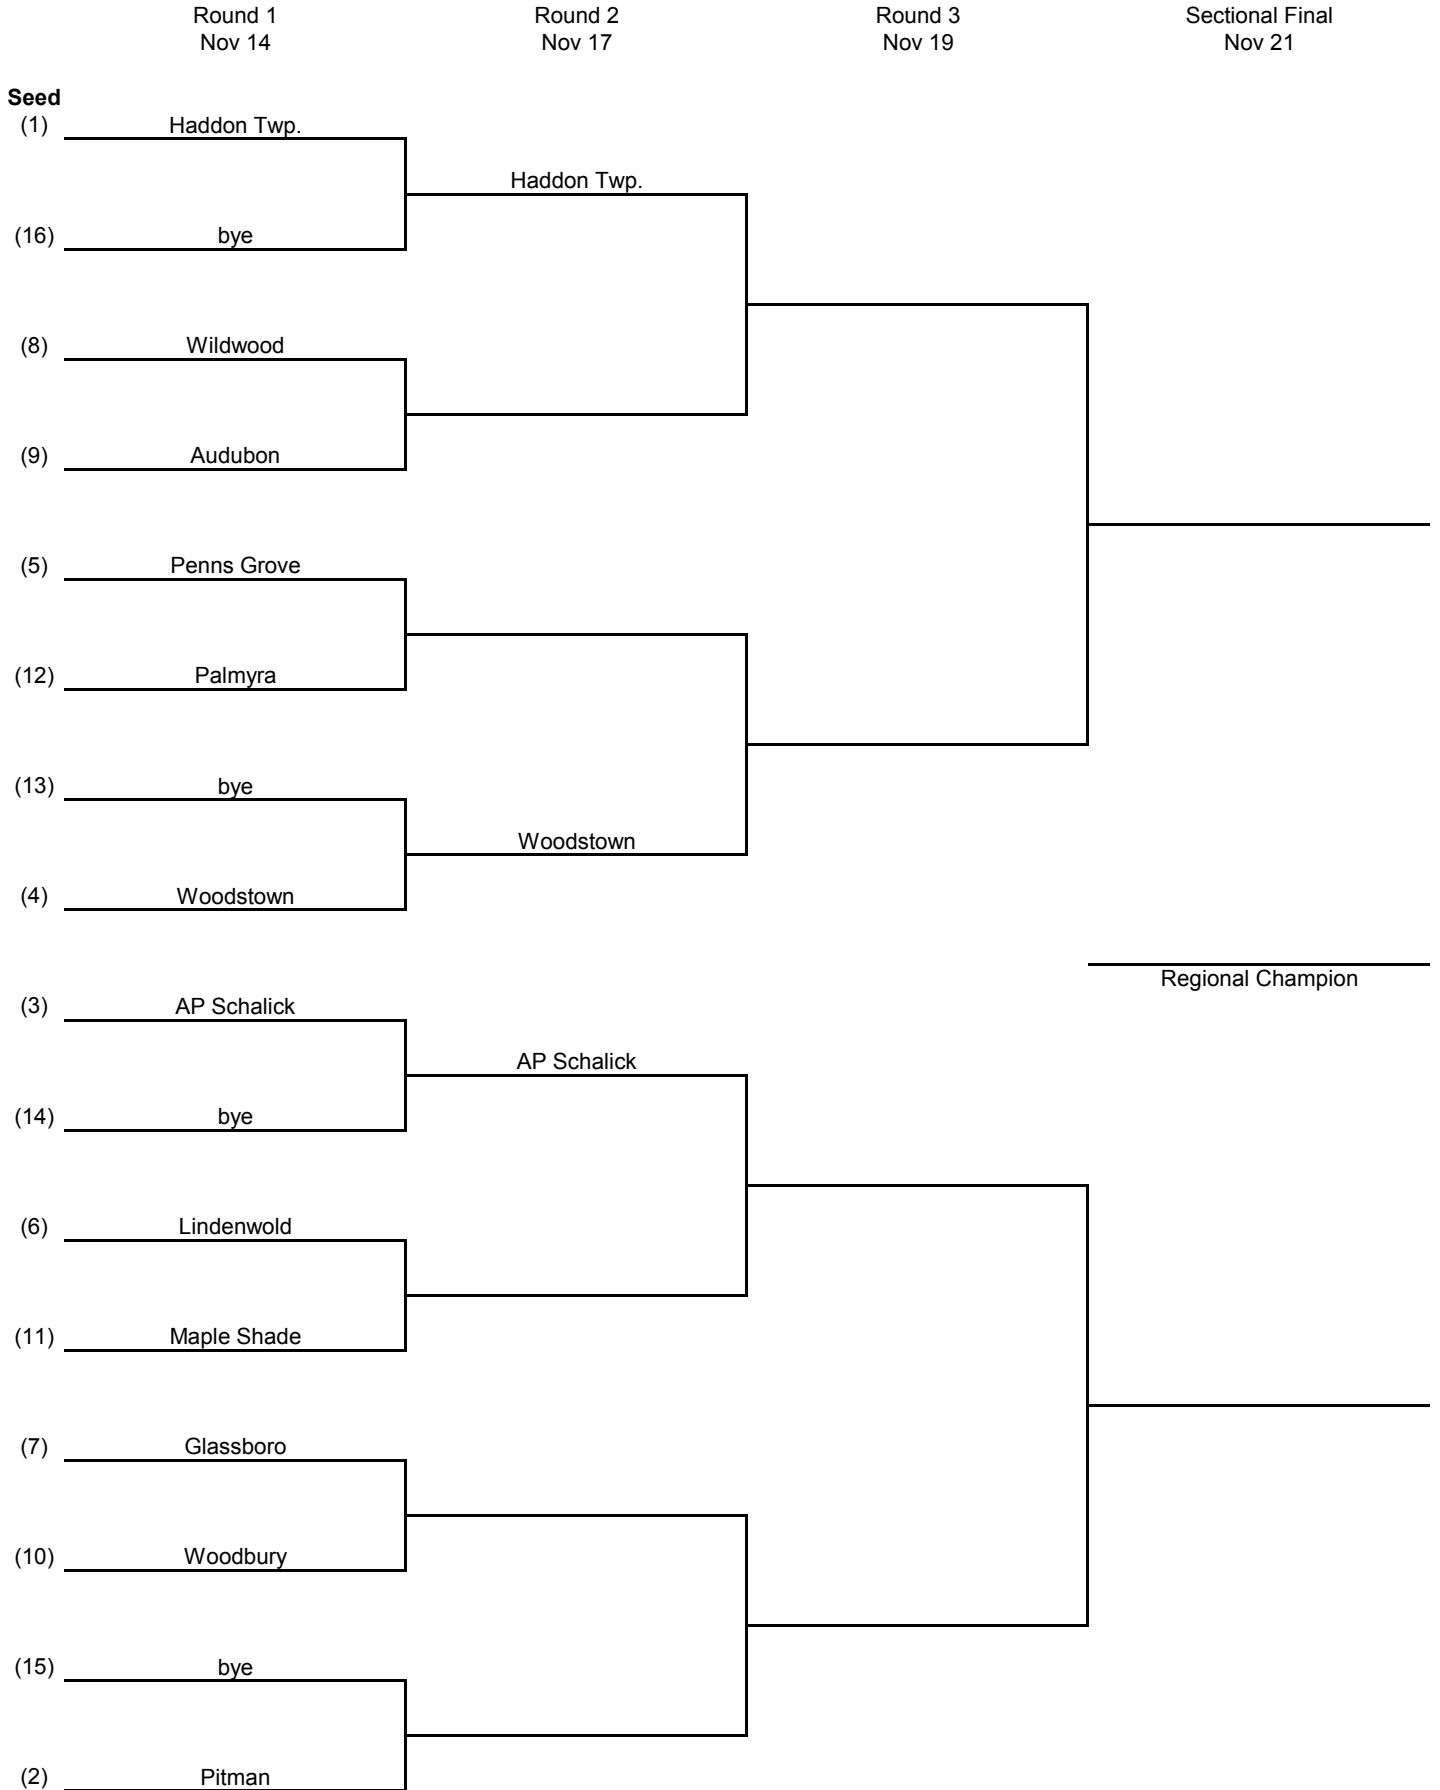 Round 1 Round 2 Round 3 Sectional Final
Nov 14 Nov 17 Nov 19 Nov 21
Seed
(1) Haddon Twp.
Haddon Twp.
(16) bye
(8) Wildwood
(9) Audubon
(5) Penns Grove
(12) Palmyra
(13) bye
Woodstown
(4) Woodstown
Regional Champion
(3) AP Schalick
AP Schalick
(14) bye
(6) Lindenwold
(11) Maple Shade
(7) Glassboro
(10) Woodbury
(15) bye
(2) Pitman